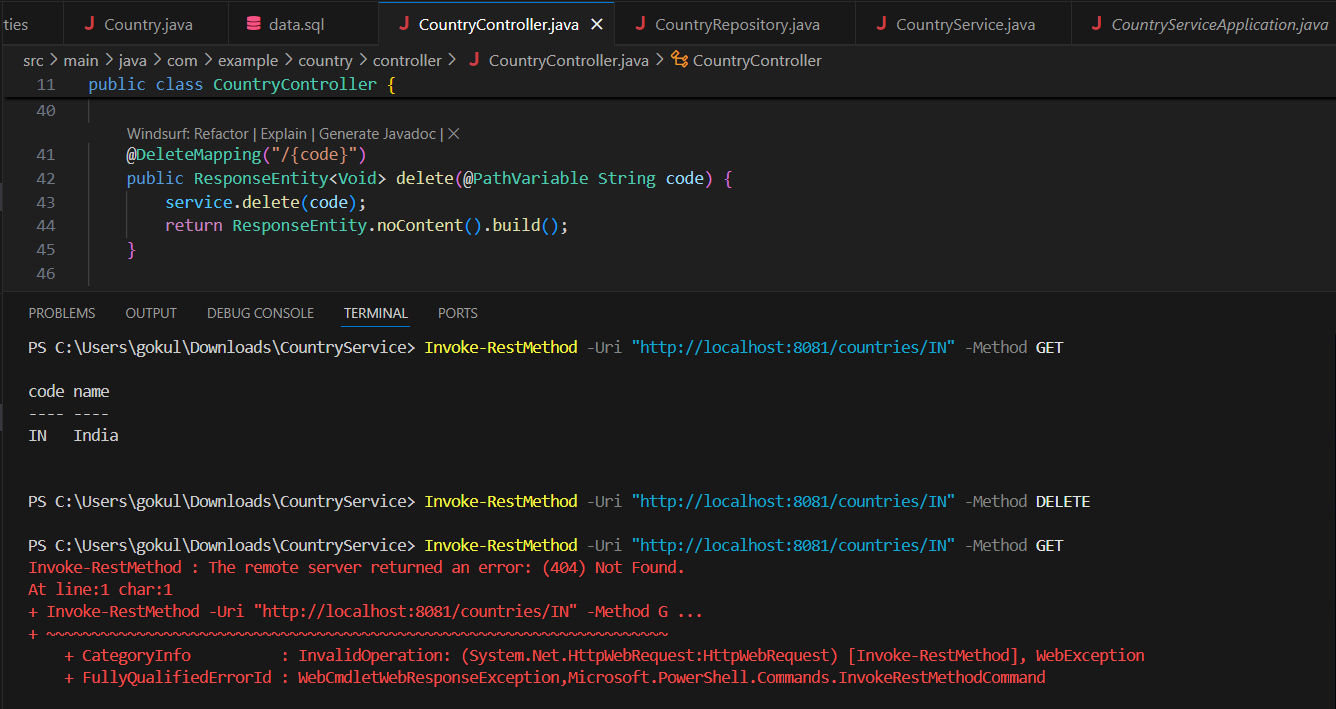 ties Country.java data.sql CountryController.java CountryRepository.java CountryService.java CountryServiceApplication.java
src > main > java > com > example > country > controller > CountryController.java > CountryController
11 public class CountryController {
40
Windsurf: Refactor | Explain | Generate Javadoc | ×
41 @DeleteMapping("/{code}")
42 public ResponseEntity<Void> delete(@PathVariable String code) {
43 service.delete(code);
44 return ResponseEntity.noContent().build();
45 }
46
PROBLEMS OUTPUT DEBUG CONSOLE TERMINAL PORTS
PS C:\Users\gokul\Downloads\CountryService> Invoke-RestMethod -Uri "http://localhost:8081/countries/IN" -Method GET
code name
---- ----
IN India
PS C:\Users\gokul\Downloads\CountryService> Invoke-RestMethod -Uri "http://localhost:8081/countries/IN" -Method DELETE
PS C:\Users\gokul\Downloads\CountryService> Invoke-RestMethod -Uri "http://localhost:8081/countries/IN" -Method GET
Invoke-RestMethod : The remote server returned an error: (404) Not Found.
At line:1 char:1
+ Invoke-RestMethod -Uri "http://localhost:8081/countries/IN" -Method G ...
+ ~~~~~~~~~~~~~~~~~~~~~~~~~~~~~~~~~~~~~~~~~~~~~~~~~~~~~~~~~~~~~~~~~~~~~
+ CategoryInfo : InvalidOperation: (System.Net.HttpWebRequest:HttpWebRequest) [Invoke-RestMethod], WebException
+ FullyQualifiedErrorId : WebCmdletWebResponseException,Microsoft.PowerShell.Commands.InvokeRestMethodCommand